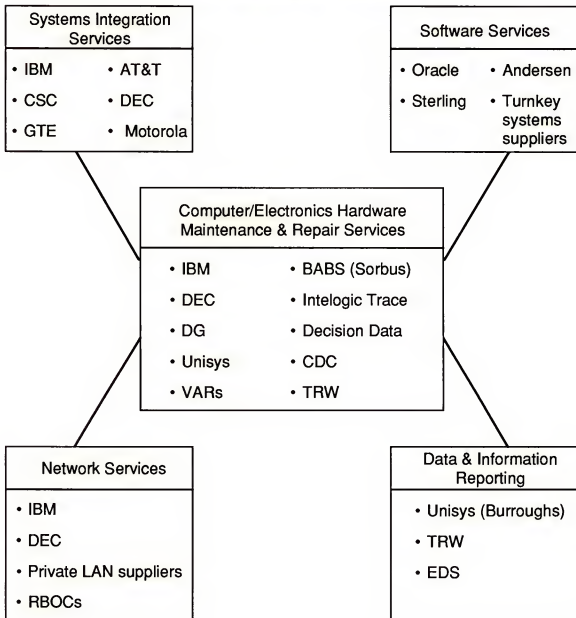 Systems Integration
Services
• IBM • AT&T
• CSC • DEC
• GTE • Motorola
Software Services
• Oracle • Andersen
• Sterling • Turnkey
systems
suppliers
Computer/Electronics Hardware
Maintenance & Repair Services
• IBM • BABS (Sorbus)
• DEC • Intelogic Trace
• DG • Decision Data
• Unisys • CDC
• VARs • TRW
Network Services
• IBM
• DEC
• Private LAN suppliers
• RBOCs
Data & Information
Reporting
• Unisys (Burroughs)
• TRW
• EDS